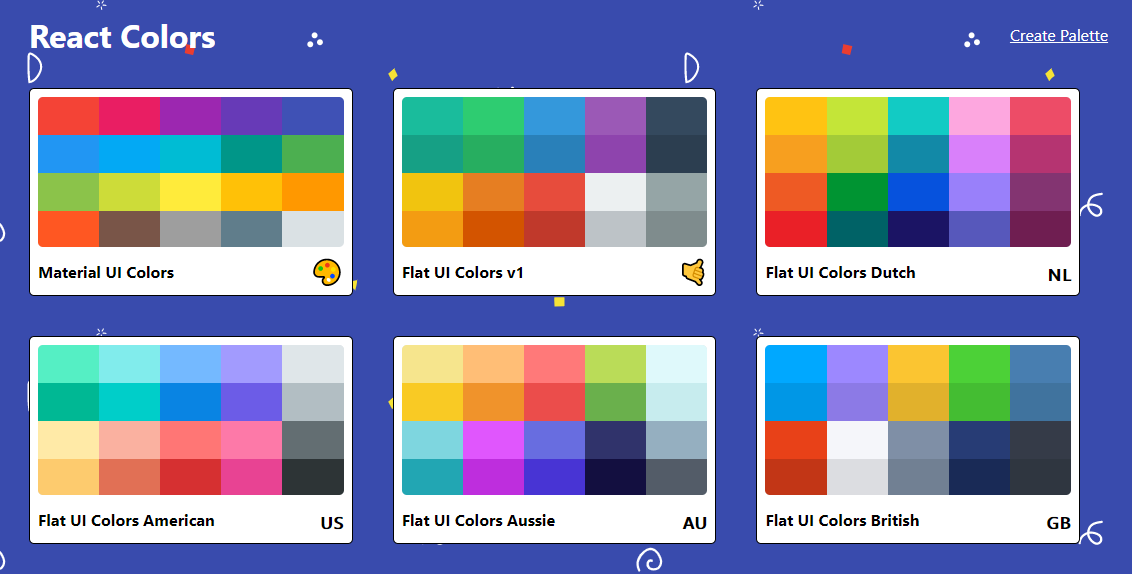 React Colors
Create Palette
Material UI Colors
Flat UI Colors v1
Flat UI Colors Dutch
NL
Flat UI Colors American
US
Flat UI Colors Aussie
AU
Flat UI Colors British
GB